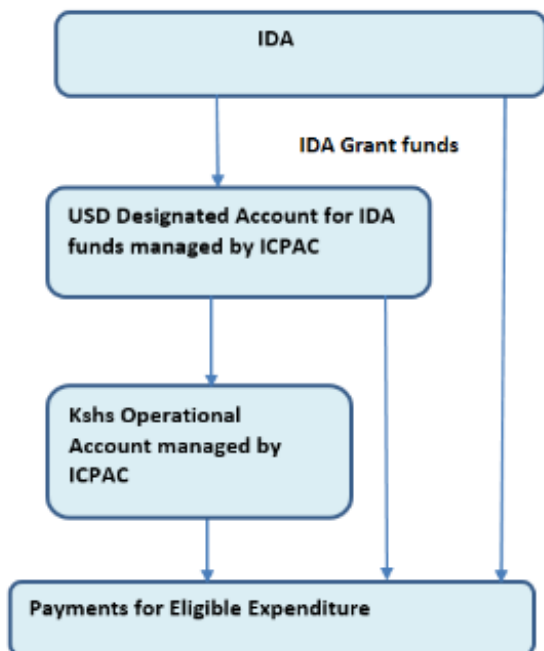 IDA
IDA Grant funds
USD Designated Account for IDA
funds managed by ICPAC
Kshs Operational
Account managed by
ICPAC
Payments for Eligible Expenditure